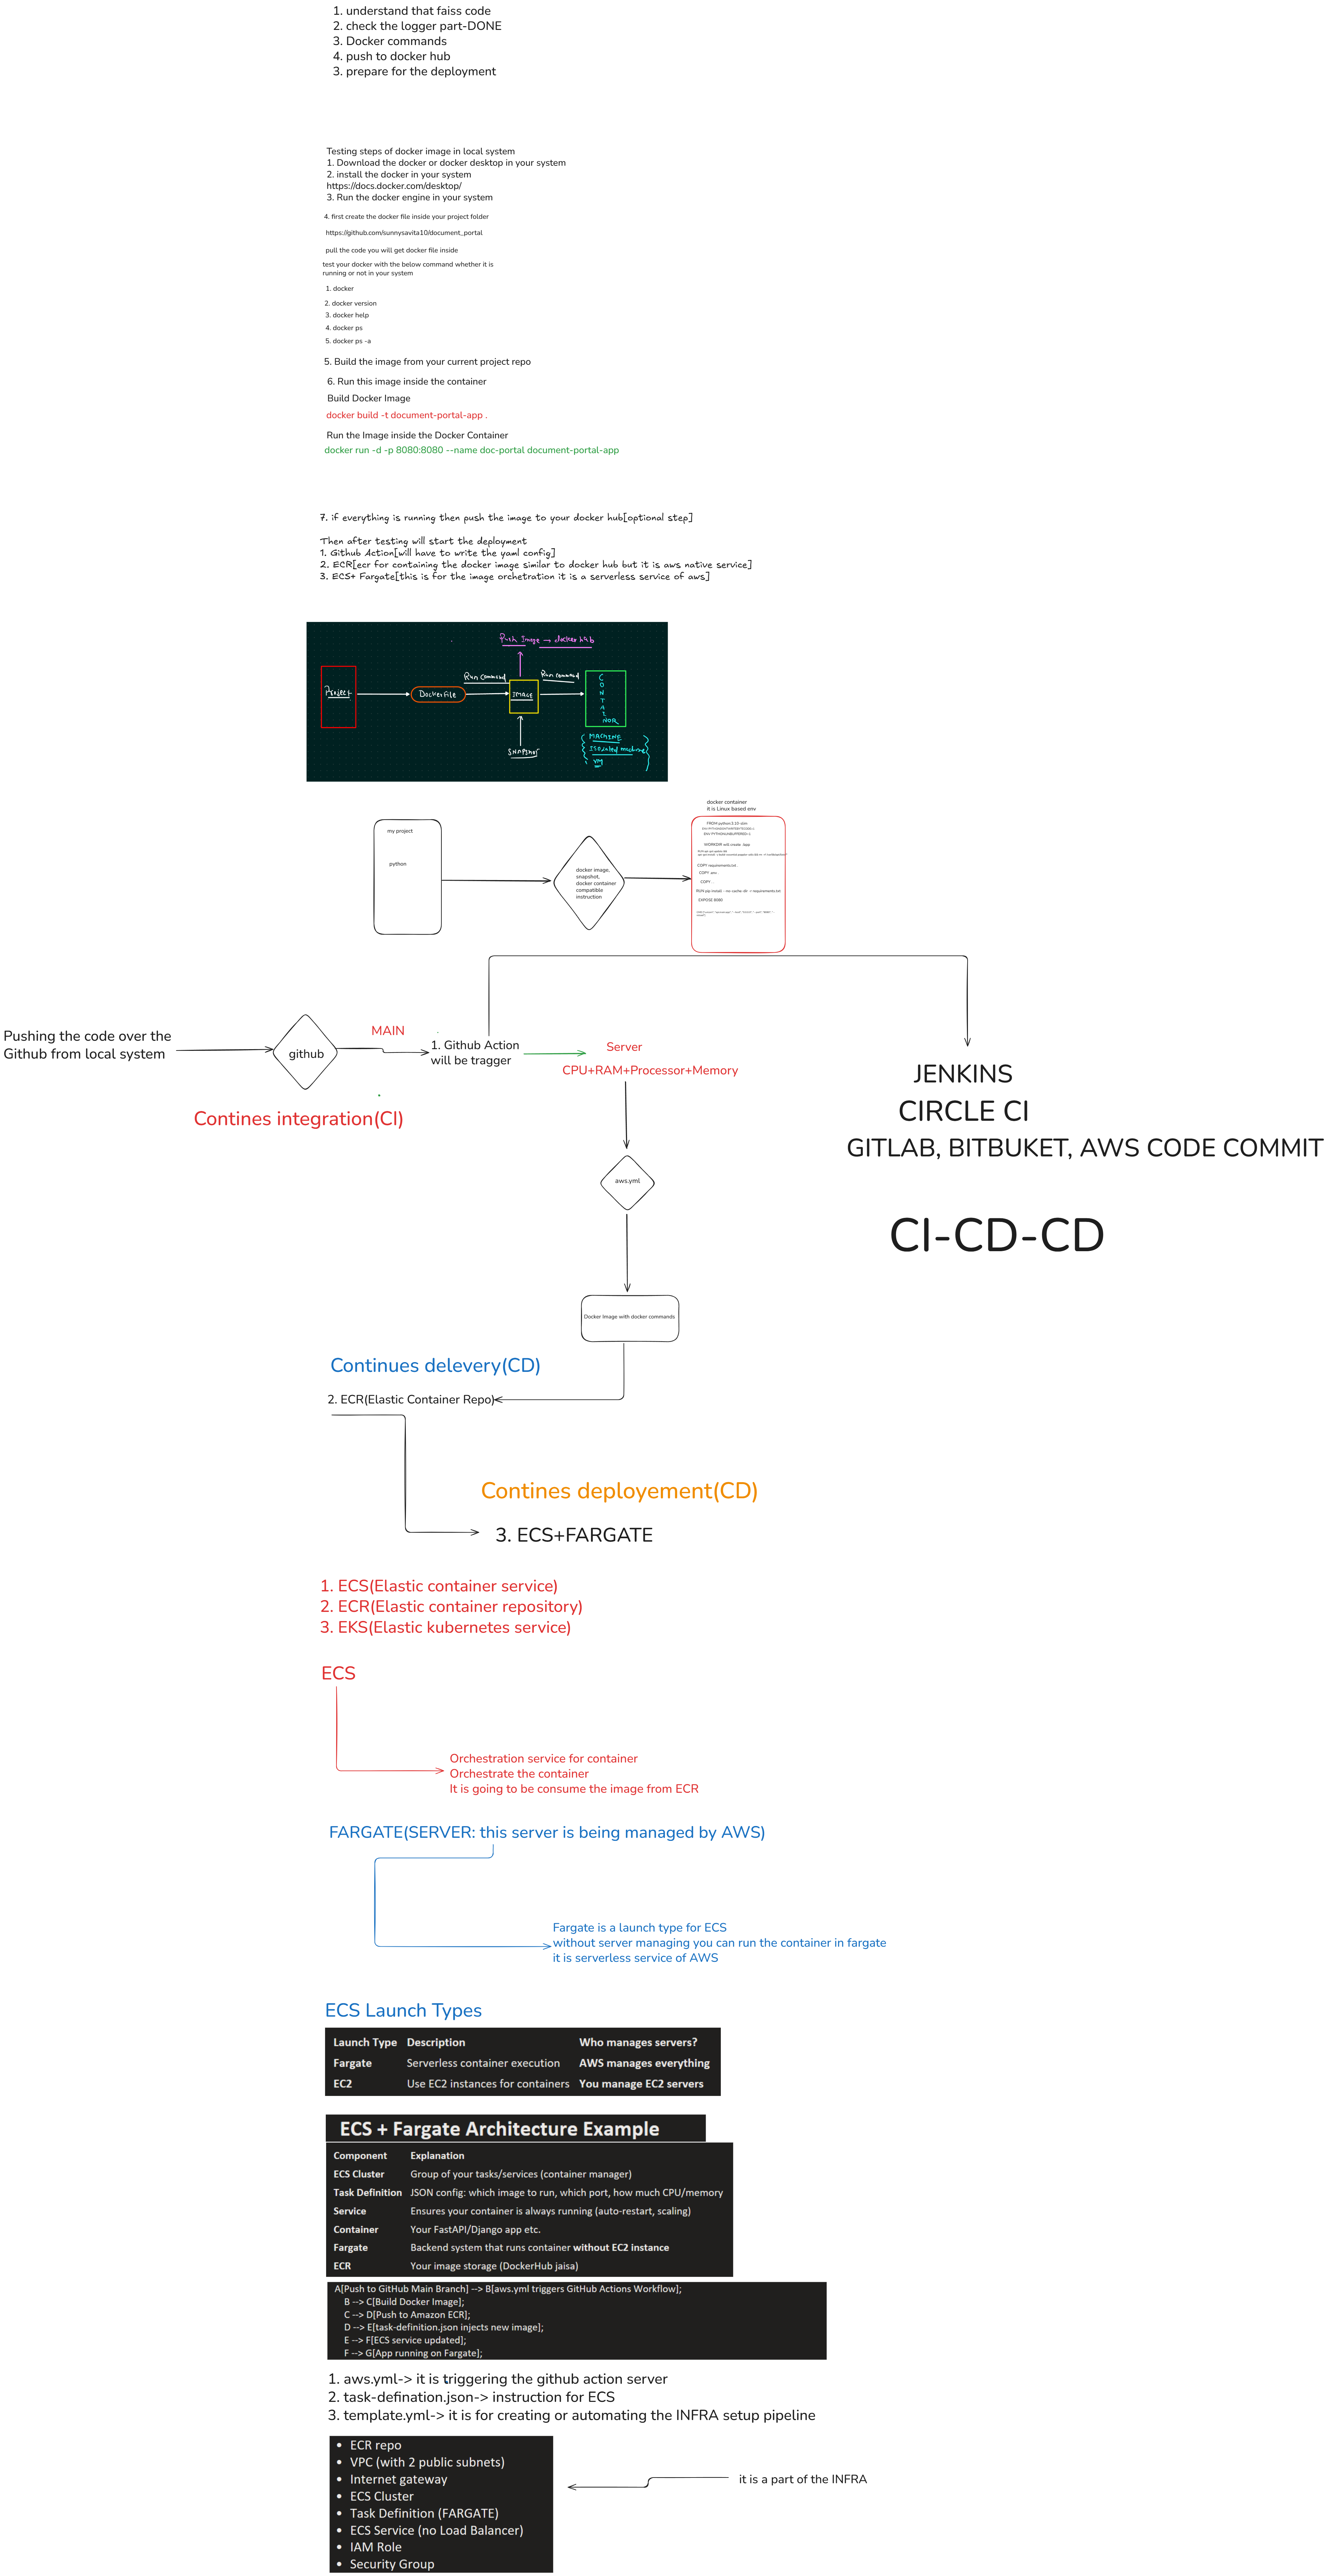 1. understand that faiss code
2. check the logger part-DONE
3. Docker commands
4. push to docker hub
3. prepare for the deployment
Testing steps of docker image in local system
1. Download the docker or docker desktop in your system
2. install the docker in your system
https://docs.docker.com/desktop/
3. Run the docker engine in your system
4. first create the docker file inside your project folder
https://github.com/sunnysavita10/document_portal
pull the code you will get docker file inside
test your docker with the below command whether it is
running or not in your system
1. docker
2. docker version
3. docker help
4. docker ps
5. docker ps -a
5. Build the image from your current project repo
6. Run this image inside the container
Build Docker Image
docker build -t document-portal-app .
Run the Image inside the Docker Container
docker run -d -p 8080:8080 --name doc-portal document-portal-app
7. if everything is running then push the image to your docker hub[optional step]
Then after testing will start the deployment
1. Github Action[will have to write the yaml config]
2. ECR[ecr for containing the docker image similar to docker hub but it is aws native service]
3. ECS+ Fargate[this is for the image orchetration it is a serverless service of aws]
Push Image → docker hub
Run Command
Run command
Project
Dockerfile
IMAGE
CONTAINOR
SNAPSHOT
MACHINE
Isolated machine
VM
docker container
it is Linux based env
my project
python
docker image,
snapshot,
docker container
compatible
instruction
FROM python:3.10-slim
WORKDIR will create. /app
COPY requirements.txt .
COPY .env .
COPY . .
RUN pip install --no-cache-dir -r requirements.txt
EXPOSE 8080
Pushing the code over the
Github from local system
github
MAIN
1. Github Action
will be tragger
Server
CPU+RAM+Processor+Memory
JENKINS
CIRCLE CI
GITLAB, BITBUKET, AWS CODE COMMIT
Contines integration(CI)
aws.yml
CI-CD-CD
Docker Image with docker commands
Continues delevery(CD)
2. ECR(Elastic Container Repo)
Contines deployement(CD)
3. ECS+FARGATE
1. ECS(Elastic container service)
2. ECR(Elastic container repository)
3. EKS(Elastic kubernetes service)
ECS
Orchestration service for container
Orchestrate the container
It is going to be consume the image from ECR
FARGATE(SERVER: this server is being managed by AWS)
Fargate is a launch type for ECS
without server managing you can run the container in fargate
it is serverless service of AWS
ECS Launch Types
Launch Type Description Who manages servers?
Fargate Serverless container execution AWS manages everything
EC2 Use EC2 instances for containers You manage EC2 servers
ECS + Fargate Architecture Example
Component Explanation
ECS Cluster Group of your tasks/services (container manager)
Task Definition JSON config: which image to run, which port, how much CPU/memory
Service Ensures your container is always running (auto-restart, scaling)
Container Your FastAPI/Django app etc.
Fargate Backend system that runs container without EC2 instance
ECR Your image storage (DockerHub jaisa)
A[Push to GitHub Main Branch] --> B[aws.yml triggers GitHub Actions Workflow];
B --> C[Build Docker Image];
C --> D[Push to Amazon ECR];
D --> E[task-definition.json injects new image];
E --> F[ECS service updated];
F --> G[App running on Fargate];
1. aws.yml-> it is triggering the github action server
2. task-defination.json-> instruction for ECS
3. template.yml-> it is for creating or automating the INFRA setup pipeline
• ECR repo
• VPC (with 2 public subnets)
• Internet gateway
• ECS Cluster
• Task Definition (FARGATE)
• ECS Service (no Load Balancer)
• IAM Role
• Security Group
it is a part of the INFRA